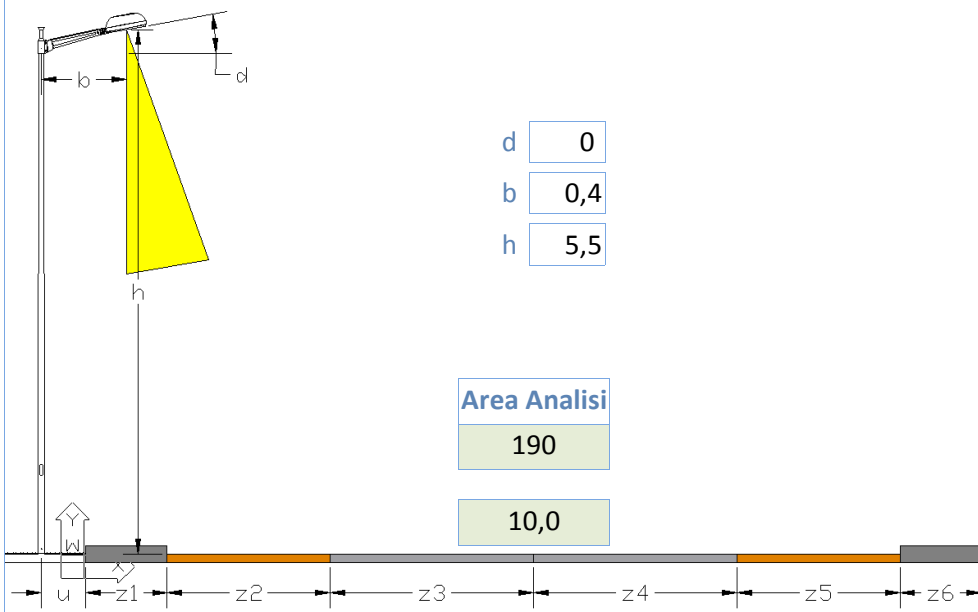 d
b
d 0
b 0,4
h 5,5
h
Area Analisi
190
10,0
Y
W
X
u z1 z2 z3 z4 z5 z6